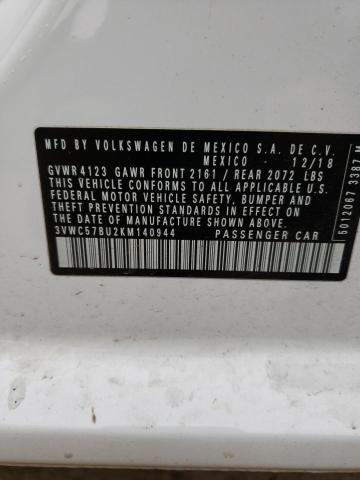 MFD BY VOLKSWAGEN DE MEXICO S.A. DE C.V.
MEXICO - 12/18
GVWR 4123 GAWR FRONT 2161 / REAR 2072 LBS
THIS VEHICLE CONFORMS TO ALL APPLICABLE U.S.
FEDERAL MOTOR VEHICLE SAFETY, BUMPER AND
THEFT PREVENTION STANDARDS IN EFFECT ON THE
DATE OF MANUFACTURE SHOWN ABOVE.
3VWC57BU2KM140944 PASSENGER CAR